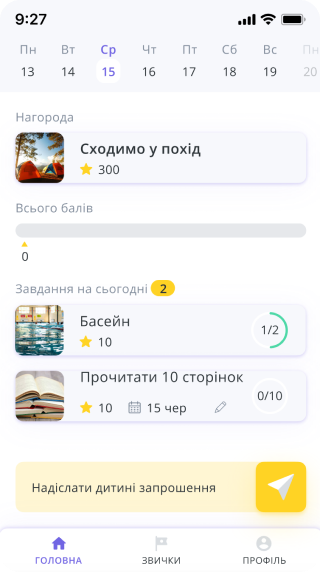 9:27
Пн Вт Ср Чт Пт Сб Вс Пн
13 14 15 16 17 18 19 20
Нагорода
Сходимо у похід
300
Всього балів
0
Завдання на сьогодні 2
Басейн
10
1/2
Прочитати 10 сторінок
10 15 чер
0/10
Надіслати дитині запрошення
ГОЛОВНА ЗВИЧКИ ПРОФІЛЬ